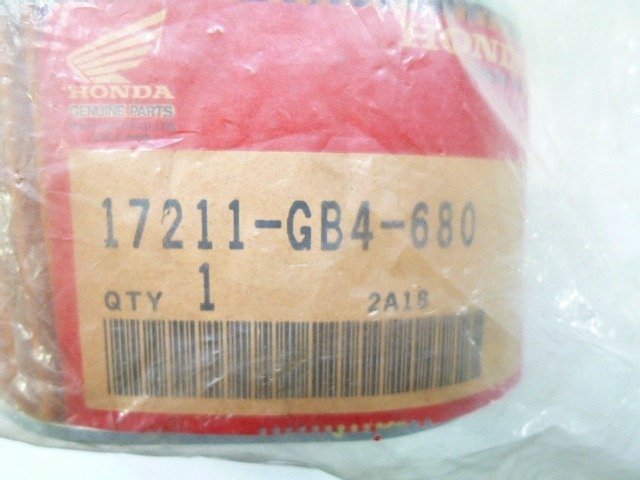 HONDA
HONDA
GENUINE PARTS
17211-GB4-680
QTY 1 2A18